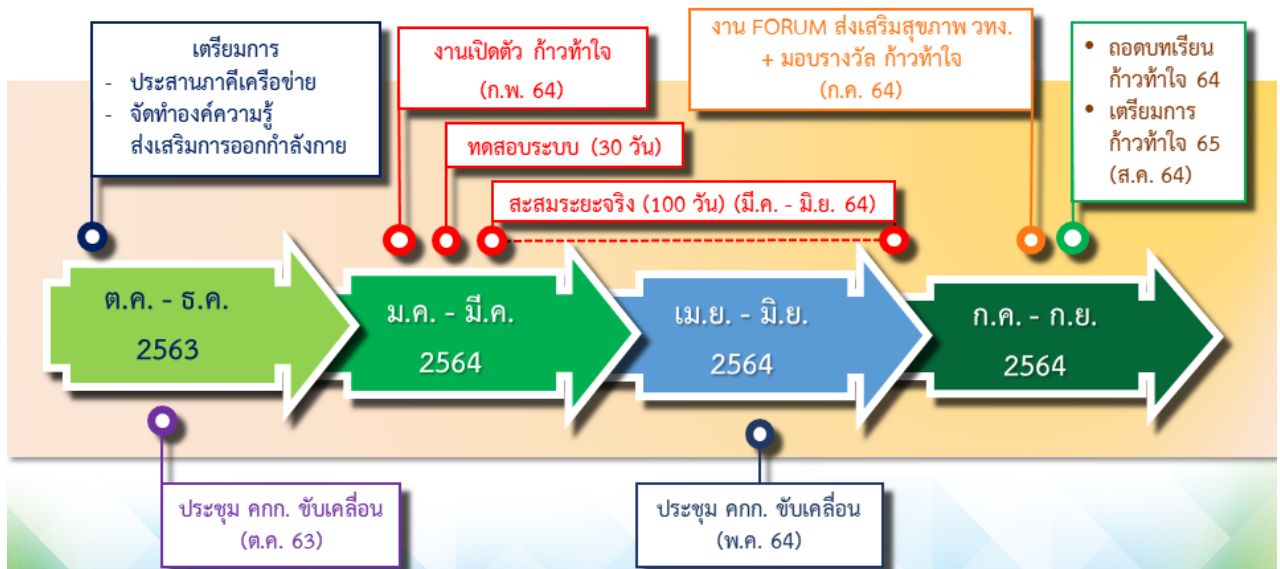 เตรียมการ
- ประสานภาคีเครือข่าย
- จัดทำองค์ความรู้
ส่งเสริมการออกกำลังกาย
งานเปิดตัว ก้าวท้าใจ
(ก.พ. 64)
ทดสอบระบบ (30 วัน)
สะสมระยะจริง (100 วัน) (มี.ค. - มิ.ย. 64)
งาน FORUM ส่งเสริมสุขภาพ วทง.
+ มอบรางวัล ก้าวท้าใจ
(ก.ค. 64)
• ถอดบทเรียน
ก้าวท้าใจ 64
• เตรียมการ
ก้าวท้าใจ 65
(ส.ค. 64)
ต.ค. - ธ.ค.
2563
ม.ค. - มี.ค.
2564
เม.ย. - มิ.ย.
2564
ก.ค. - ก.ย.
2564
ประชุม คกก. ขับเคลื่อน
(ต.ค. 63)
ประชุม คกก. ขับเคลื่อน
(พ.ค. 64)